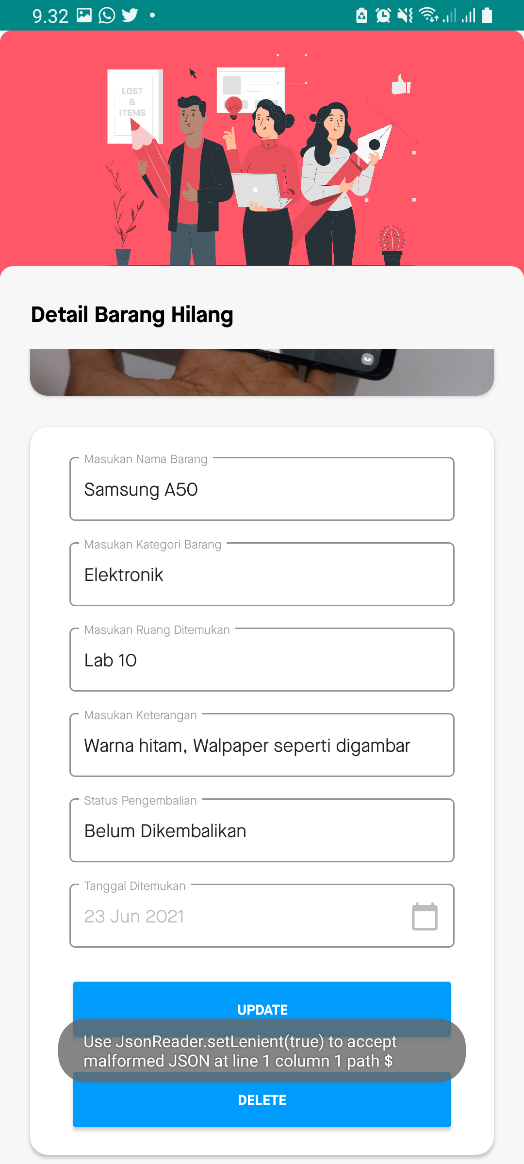 9.32
LOST
&
ITEMS
Detail Barang Hilang
Masukan Nama Barang
Samsung A50
Masukan Kategori Barang
Elektronik
Masukan Ruang Ditemukan
Lab 10
Masukan Keterangan
Warna hitam, Walpaper seperti digambar
Status Pengembalian
Belum Dikembalikan
Tanggal Ditemukan
23 Jun 2021
UPDATE
Use JsonReader.setLenient(true) to accept
malformed JSON at line 1 column 1 path $
DELETE